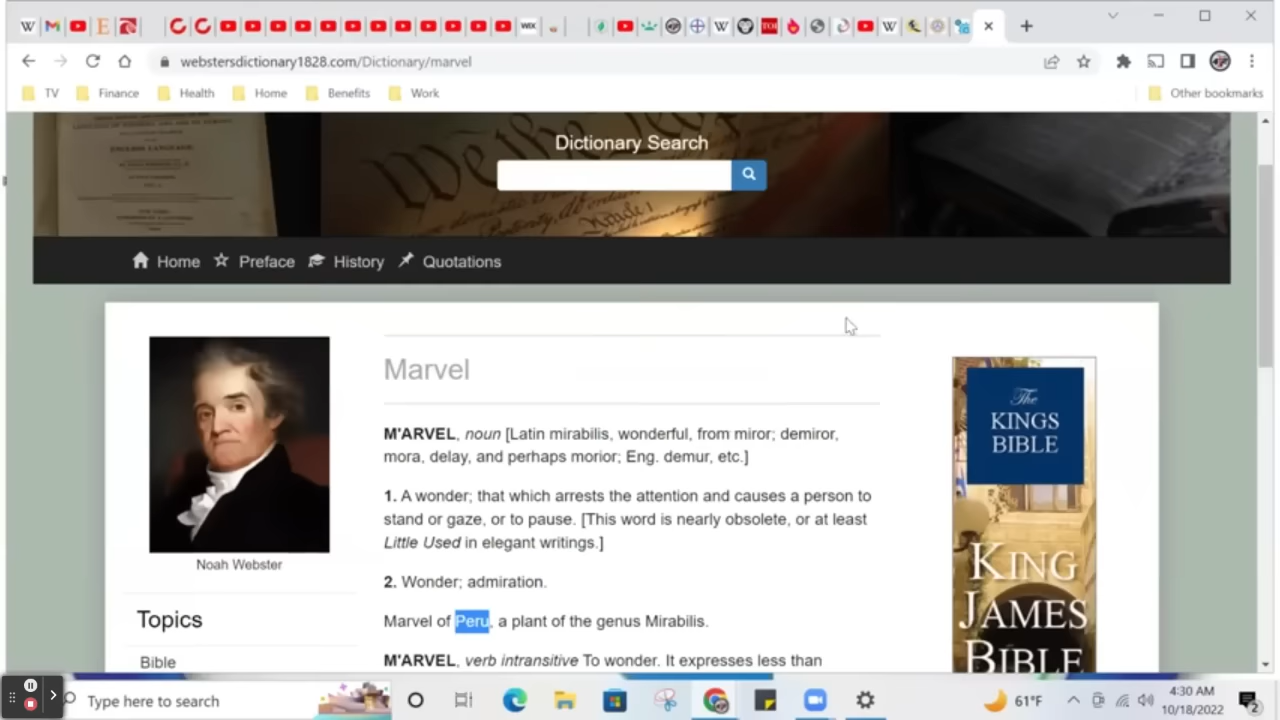 webstersdictionary1828.com/Dictionary/marvel
TV Finance Health Home Benefits Work Other bookmarks
Dictionary Search
Home Preface History Quotations
Marvel
M'ARVEL, noun [Latin mirabilis, wonderful, from miror; demiror,
mora, delay, and perhaps morior; Eng. demur, etc.]
1. A wonder; that which arrests the attention and causes a person to
stand or gaze, or to pause. [This word is nearly obsolete, or at least
Little Used in elegant writings.]
2. Wonder; admiration.
Marvel of Peru, a plant of the genus Mirabilis.
M'ARVEL, verb intransitive To wonder. It expresses less than
Noah Webster
Topics
Bible
The
KINGS
BIBLE
KING
JAMES
BIBLE
Type here to search
61°F
4:30 AM
10/18/2022
2